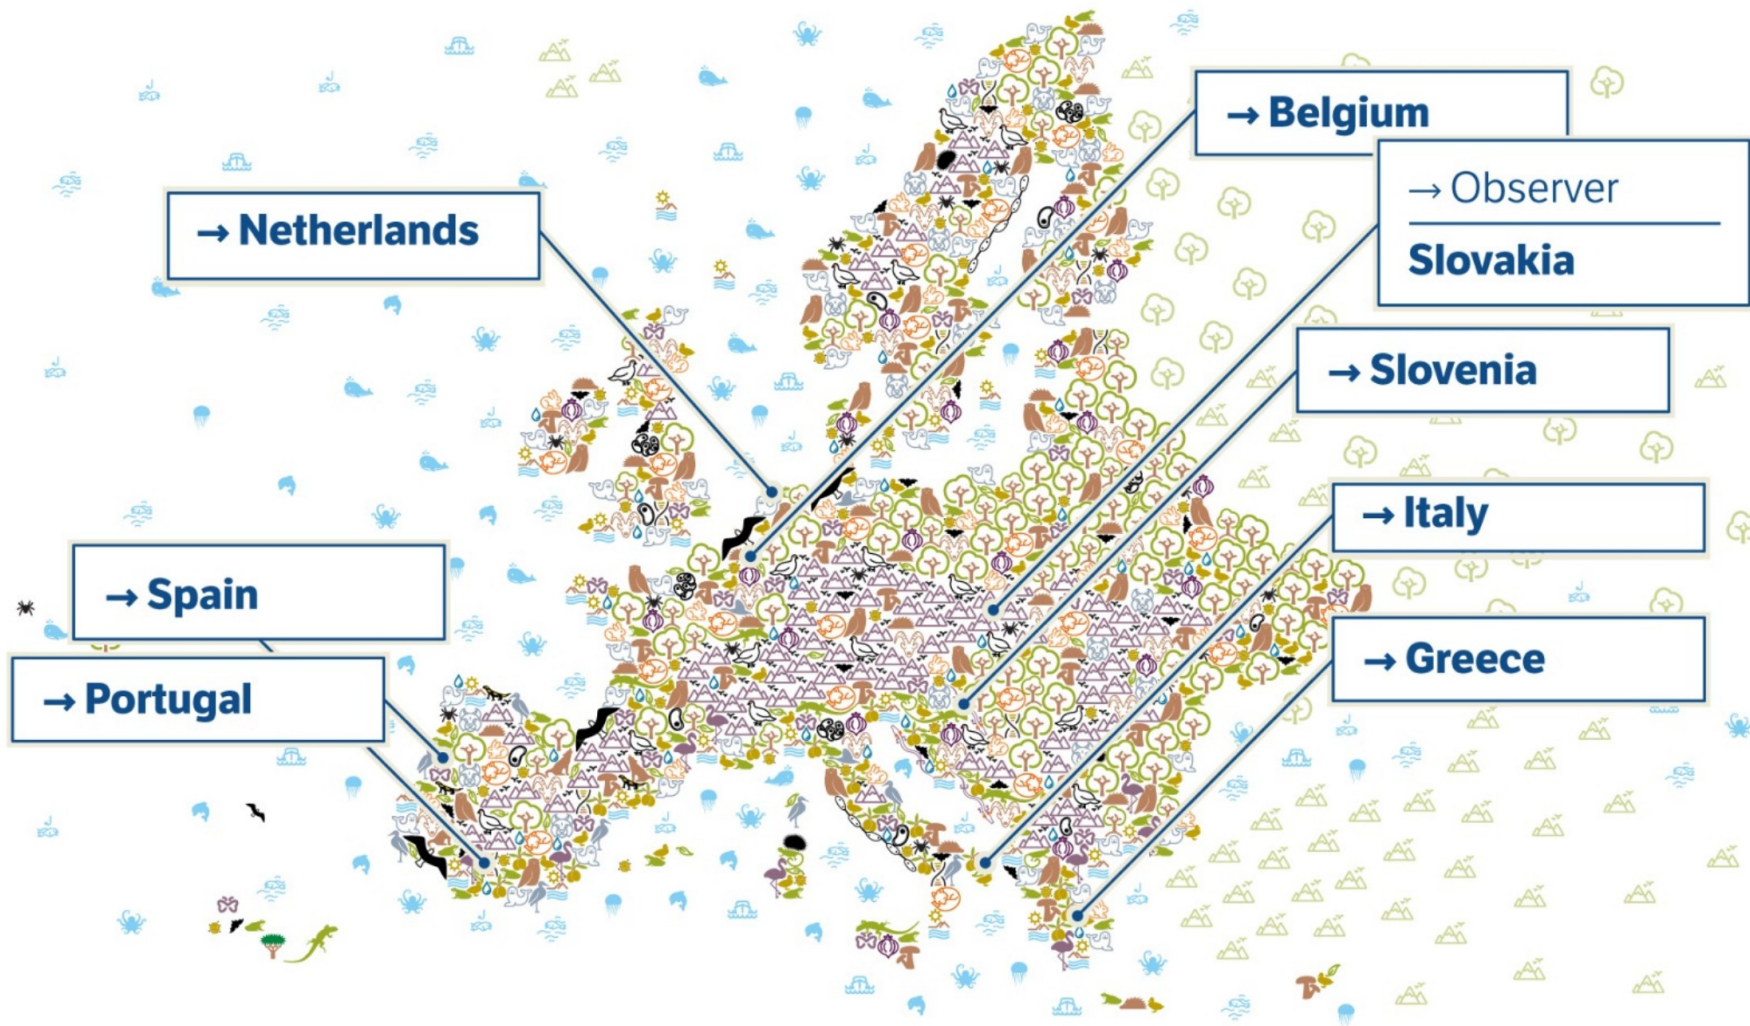 → Belgium
→ Observer
Slovakia
→ Netherlands
→ Slovenia
→ Italy
→ Spain
→ Greece
→ Portugal